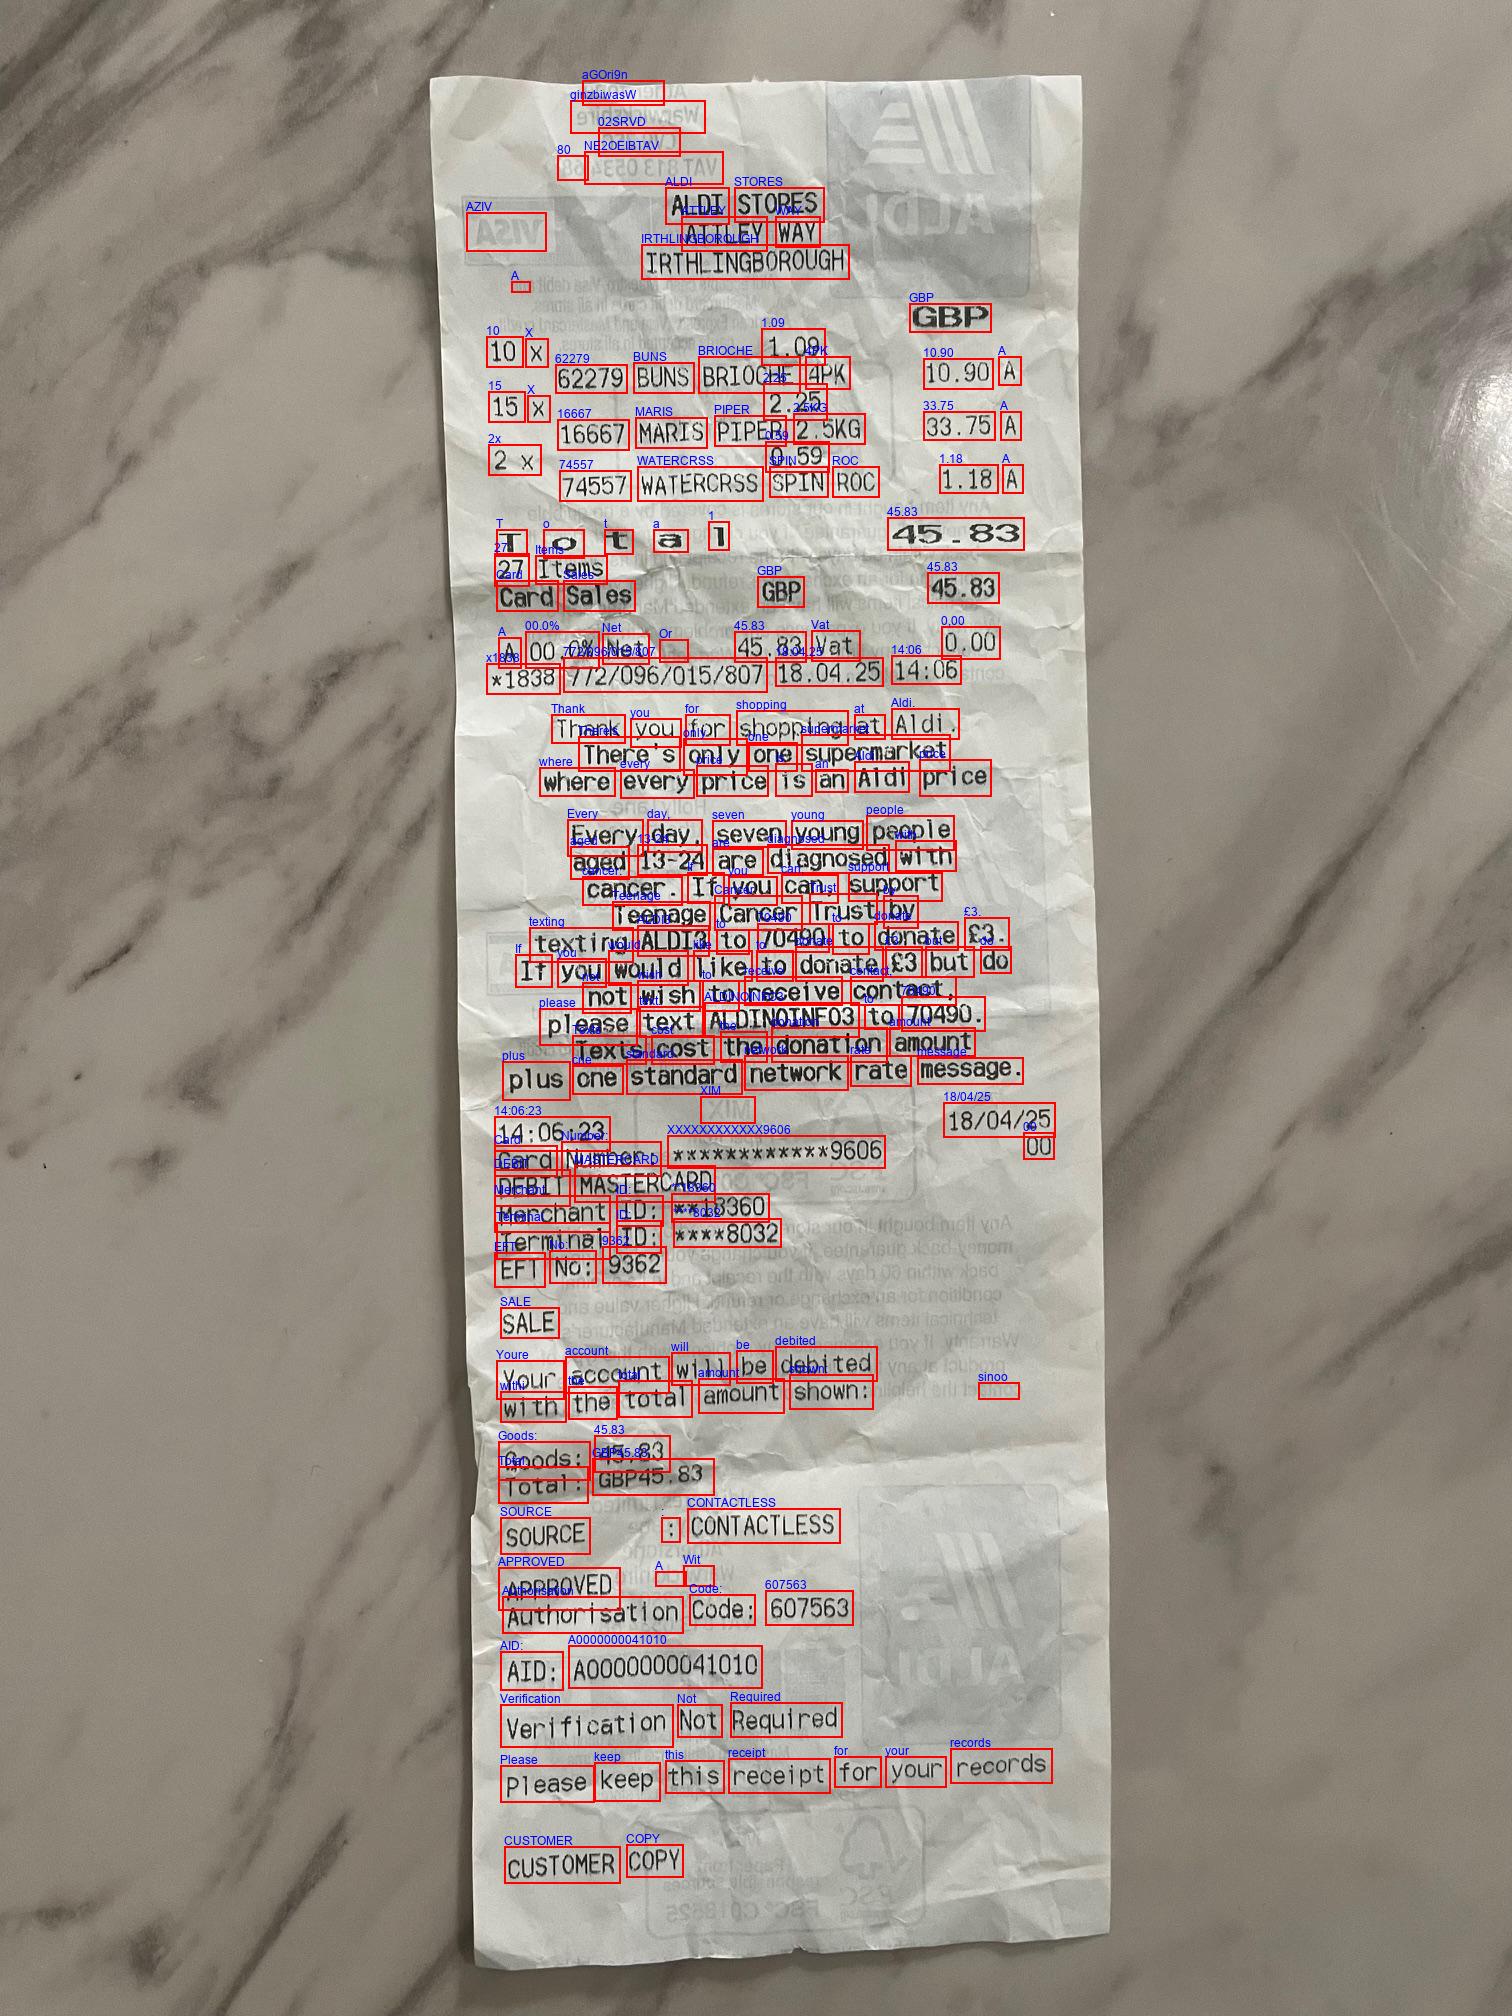 ALDI STORES
ATTLEY WAY
IRTHLINGBOROUGH
GBP
10 x 1.09
62279 BUNS BRIOCHE 4PK 10.90 A
15 x 2.25
16667 MARIS PIPER 2.5KG 33.75 A
2 x 0.59
74557 WATERCRSS SPIN ROC 1.18 A
Total 45.83
27 Items
Card Sales GBP 45.83
A 00.0% Net 45.83 Vat 0.00
*1838 772/096/015/807 18.04.25 14:06
Thank you for shopping at Aldi.
There's only one supermarket
where every price is an Aldi price
Every day, seven young people
aged 13-24 are diagnosed with
cancer. If you can, support
Teenage Cancer Trust by
texting ALDI3 to 70490 to donate £3.
If you would like to donate £3 but do
not wish to receive contact,
please text ALDINOINFO3 to 70490.
Texts cost the donation amount
plus one standard network rate message.
14:06:23 18/04/25
Card Number: ************9606 00
DEBIT MASTERCARD
Merchant ID: **18360
Terminal ID: ****8032
EFT No: 9362
SALE
Your account will be debited
with the total amount shown:
Goods: 45.83
Total: GBP45.83
SOURCE : CONTACTLESS
APPROVED
Authorisation Code: 607563
AID: A0000000041010
Verification Not Required
Please keep this receipt for your records
CUSTOMER COPY